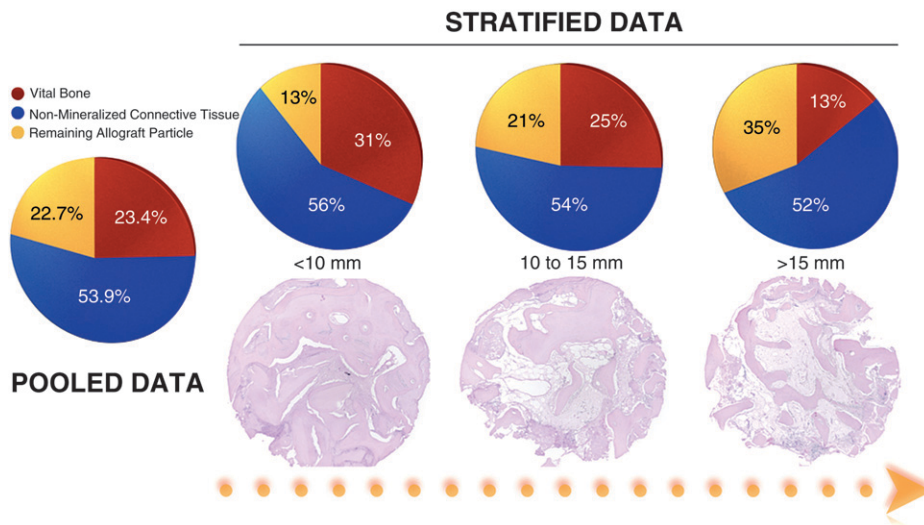 STRATIFIED DATA
Vital Bone
Non-Mineralized Connective Tissue
Remaining Allograft Particle
22.7%
23.4%
53.9%
POOLED DATA
13%
31%
56%
<10 mm
21%
25%
54%
10 to 15 mm
35%
13%
52%
>15 mm